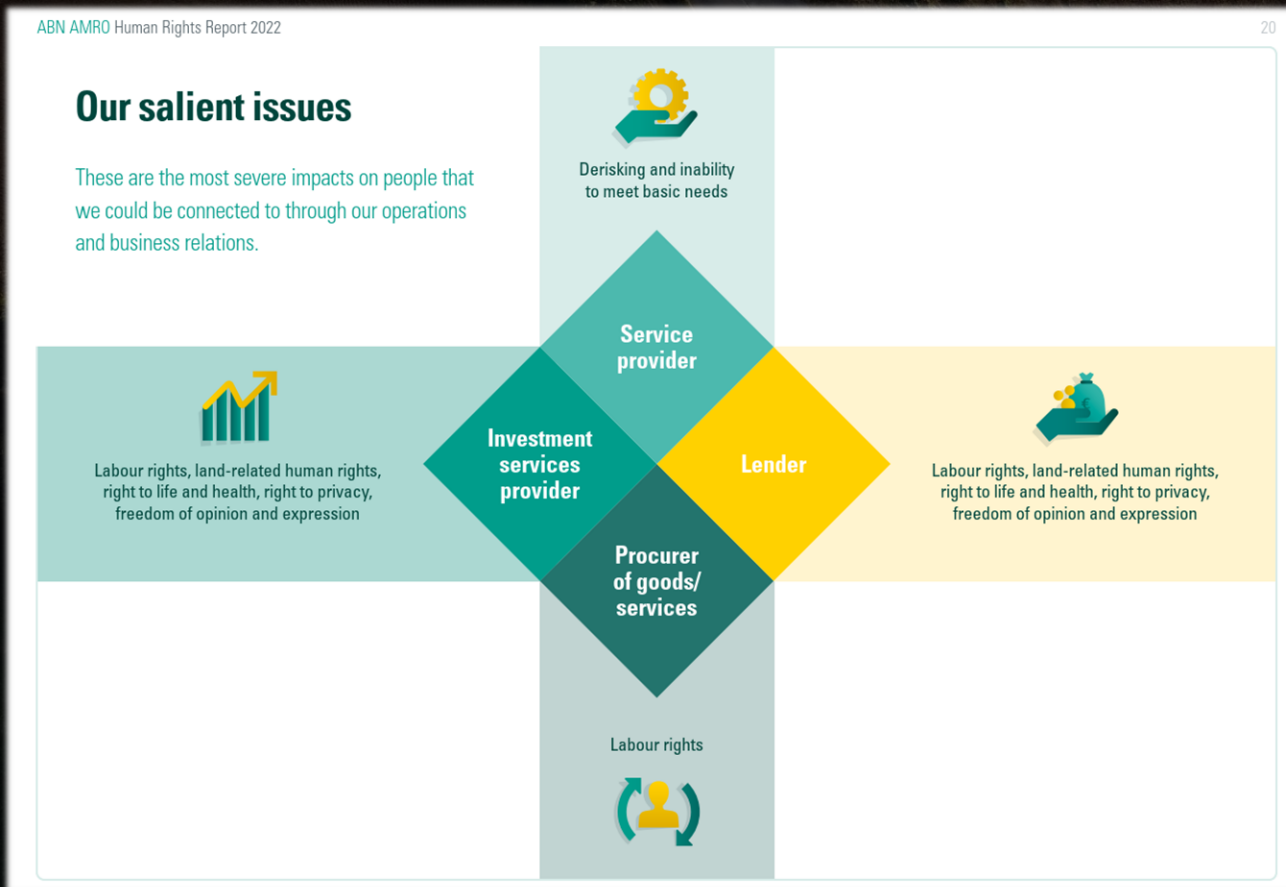 ABN AMRO Human Rights Report 2022
20
Our salient issues
These are the most severe impacts on people that
we could be connected to through our operations
and business relations.
Derisking and inability
to meet basic needs
Service
provider
Labour rights, land-related human rights,
right to life and health, right to privacy,
freedom of opinion and expression
Investment
services
provider
Lender
Labour rights, land-related human rights,
right to life and health, right to privacy,
freedom of opinion and expression
Procurer
of goods/
services
Labour rights